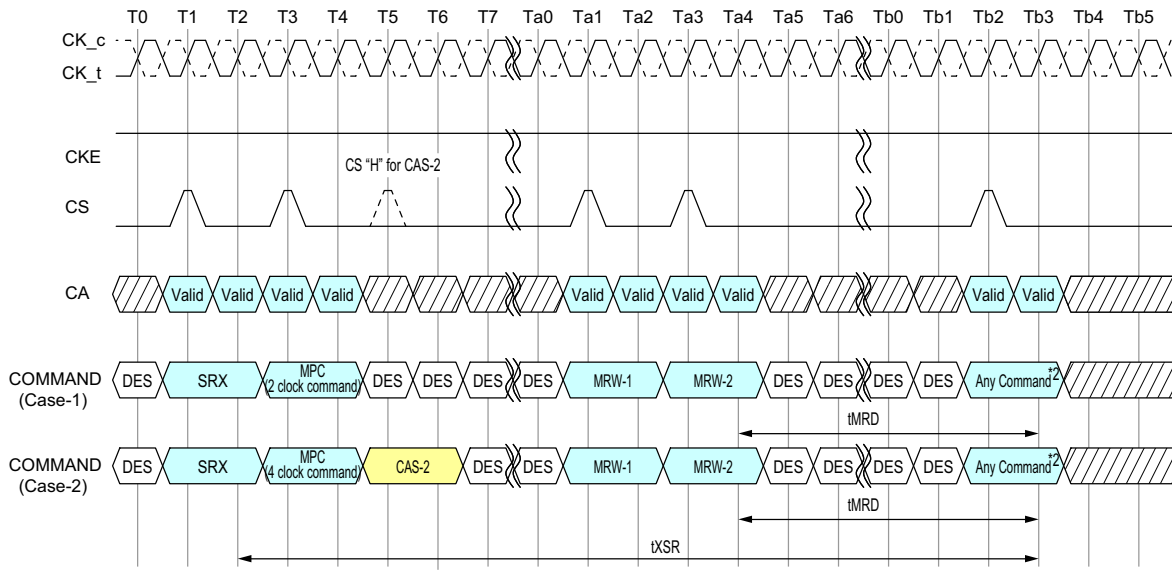 T0 T1 T2 T3 T4 T5 T6 T7 Ta0 Ta1 Ta2 Ta3 Ta4 Ta5 Ta6 Tb0 Tb1 Tb2 Tb3 Tb4 Tb5
CK_c
CK_t
CKE
CS "H" for CAS-2
CS
CA Valid Valid Valid Valid Valid Valid Valid Valid Valid Valid
COMMAND
(Case-1)
DES SRX MPC
(2 clock command) DES DES DES DES MRW-1 MRW-2 DES DES DES DES Any Command*2
tMRD
COMMAND
(Case-2)
DES SRX MPC
(4 clock command) CAS-2 DES DES MRW-1 MRW-2 DES DES DES DES Any Command*2
tMRD
tXSR